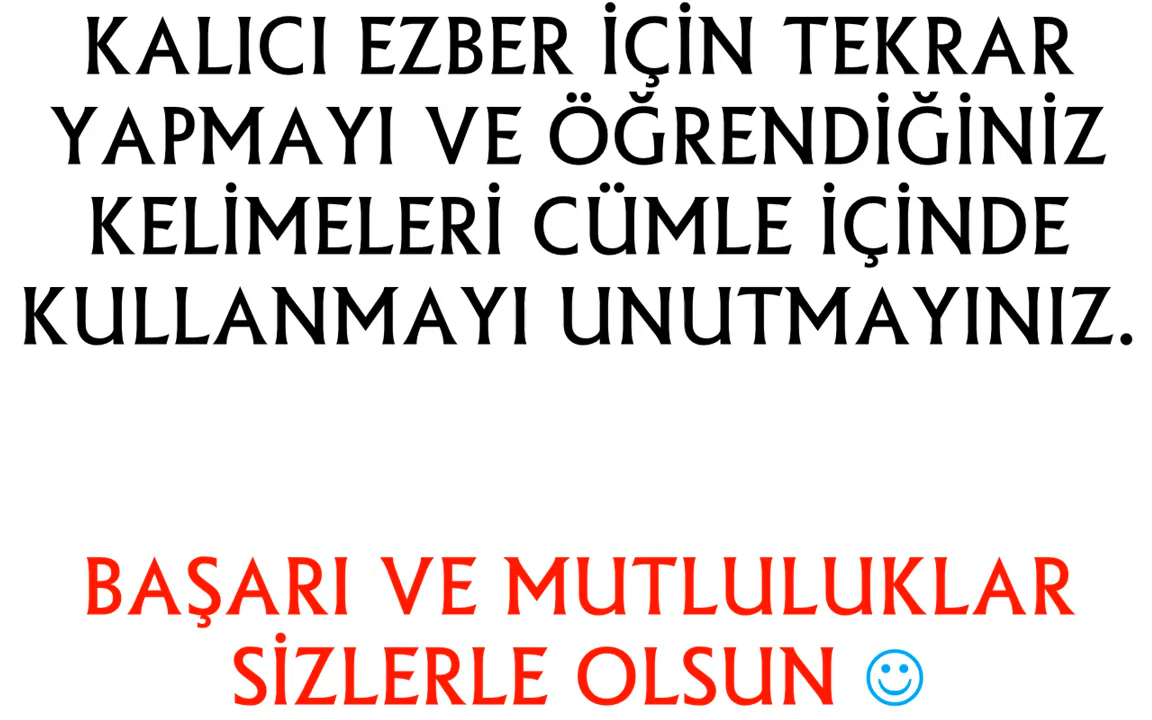 KALICI EZBER İÇİN TEKRAR
YAPMAYI VE ÖĞRENDİĞİNİZ
KELİMELERİ CÜMLE İÇİNDE
KULLANMAYI UNUTMAYINIZ.
BAŞARI VE MUTLULUKLAR
SİZLERLE OLSUN ☺